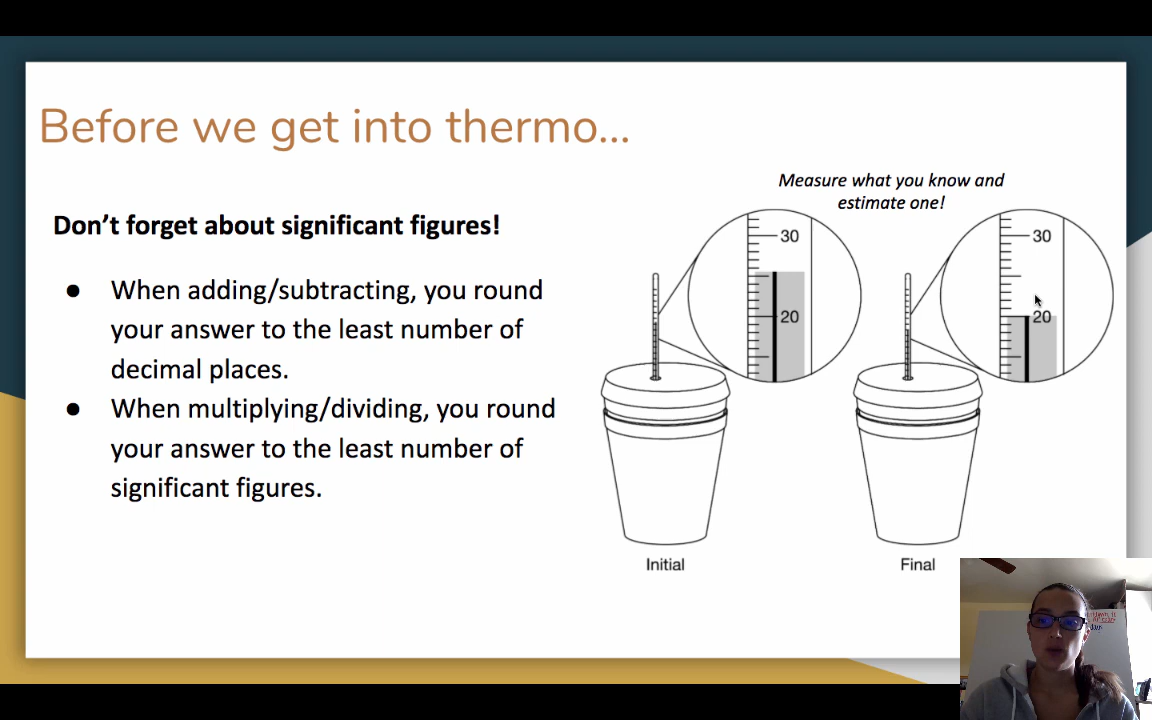 Before we get into thermo...
Measure what you know and
estimate one!
Don't forget about significant figures!
● When adding/subtracting, you round
your answer to the least number of
decimal places.
● When multiplying/dividing, you round
your answer to the least number of
significant figures.
30
20
30
20
Initial
Final